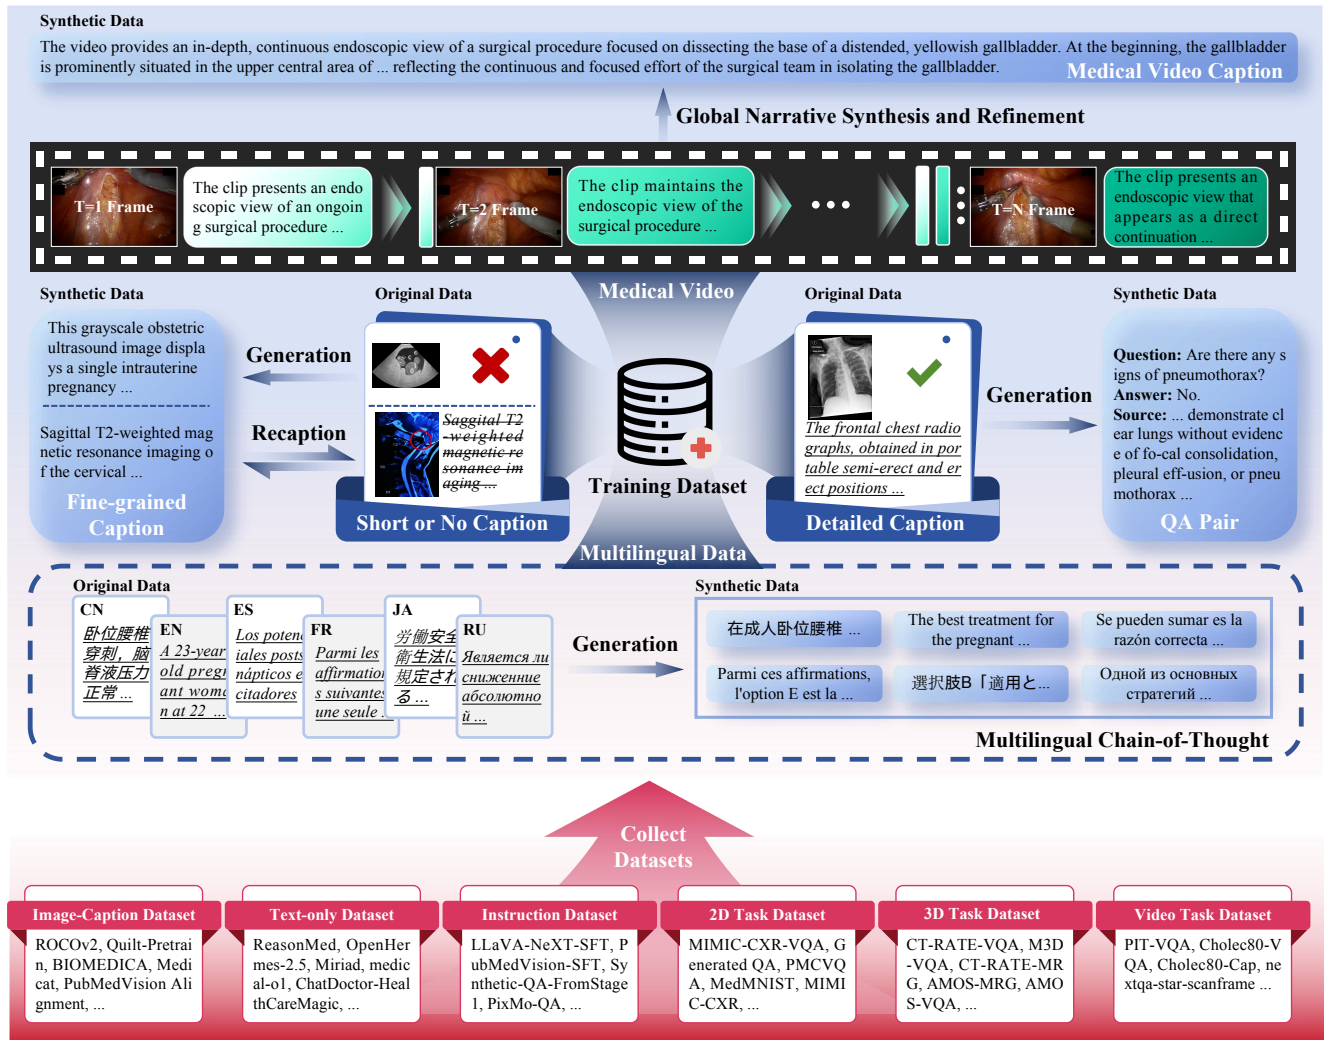 Synthetic Data
The video provides an in-depth, continuous endoscopic view of a surgical procedure focused on dissecting the base of a distended, yellowish gallbladder. At the beginning, the gallbladder
is prominently situated in the upper central area of ... reflecting the continuous and focused effort of the surgical team in isolating the gallbladder.
Medical Video Caption
Global Narrative Synthesis and Refinement
T=1 Frame
The clip presents an endo
scopic view of an ongoin
g surgical procedure ...
T=2 Frame
The clip maintains the
endoscopic view of the
surgical procedure ...
T=N Frame
The clip presents an
endoscopic view that
appears as a direct
continuation ...
Medical Video
Synthetic Data
This grayscale obstetric
ultrasound image displa
ys a single intrauterine
pregnancy ...
Sagittal T2-weighted mag
netic resonance imaging o
f the cervical ...
Fine-grained
Caption
Generation
Recaption
Original Data
Saggital T2
-weighted
magnetic re
sonance im
aging ...
Short or No Caption
Training Dataset
Original Data
The frontal chest radio
graphs, obtained in por
table semi-erect and er
ect positions ...
Detailed Caption
Generation
Synthetic Data
Question: Are there any s
igns of pneumothorax?
Answer: No.
Source: ... demonstrate cl
ear lungs without evidenc
e of fo-cal consolidation,
pleural eff-usion, or pneu
mothorax ...
QA Pair
Multilingual Data
Original Data
CN
卧位腰椎
穿刺，脑
脊液压力
正常 ...
EN
A 23-year
old pregn
ant woma
n at 22 ...
ES
Los potenc
iales posts
nápticos e
citadores
FR
Parmi les
affirmation
s suivantes
une seule ...
JA
労働安全
衛生法に
規定され
る ...
RU
Является ли
снижениe
абсолютно
й ...
Generation
Synthetic Data
在成人卧位腰椎 ...
The best treatment for
the pregnant ...
Se pueden sumar es la
razón correcta ...
Parmi ces affirmations,
l'option E est la ...
選択肢B「適用と...
Одной из основных
стратегий ...
Multilingual Chain-of-Thought
Collect
Datasets
Image-Caption Dataset
ROCOv2, Quilt-Pretrai
n, BIOMEDICA, Medi
cat, PubMedVision Ali
gnment, ...
Text-only Dataset
ReasonMed, OpenHer
mes-2.5, Miriad, medic
al-o1, ChatDoctor-Heal
lthCareMagic, ...
Instruction Dataset
LLaVA-NeXT-SFT, P
ubMedVision-SFT, Sy
nthetic-QA-FromStage
1, PixMo-QA, ...
2D Task Dataset
MIMIC-CXR-VQA, G
enerated QA, PMCVQ
A, MedMNIST, MIMI
C-CXR, ...
3D Task Dataset
CT-RATE-VQA, M3D
-VQA, CT-RATE-MR
G, AMOS-MRG, AMO
S-VQA, ...
Video Task Dataset
PIT-VQA, Cholec80-V
QA, Cholec80-Cap, ne
xtqa-star-scanframe ...